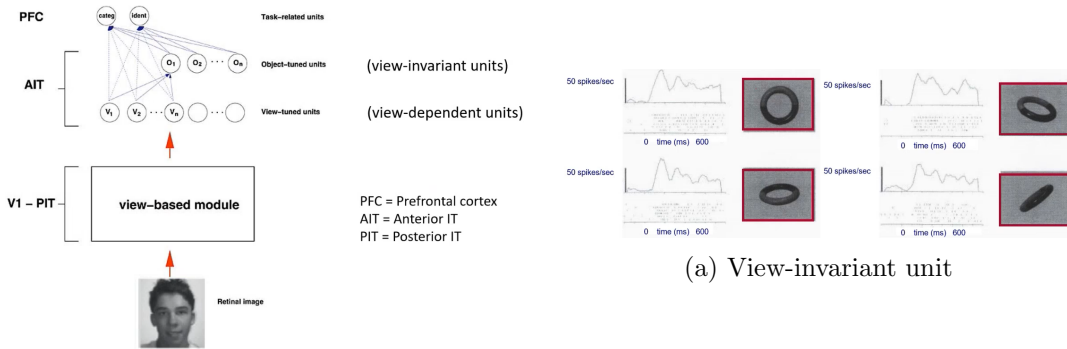 PFC
categ ident
Task-related units
O1 O2 ··· On
Object-tuned units
(view-invariant units)
AIT
V1 V2 ··· Vn ···
View-tuned units
(view-dependent units)
V1 – PIT
view-based module
PFC = Prefrontal cortex
AIT = Anterior IT
PIT = Posterior IT
Retinal image
50 spikes/sec
0 time (ms) 600
50 spikes/sec
0 time (ms) 600
50 spikes/sec
0 time (ms) 600
50 spikes/sec
0 time (ms) 600
(a) View-invariant unit